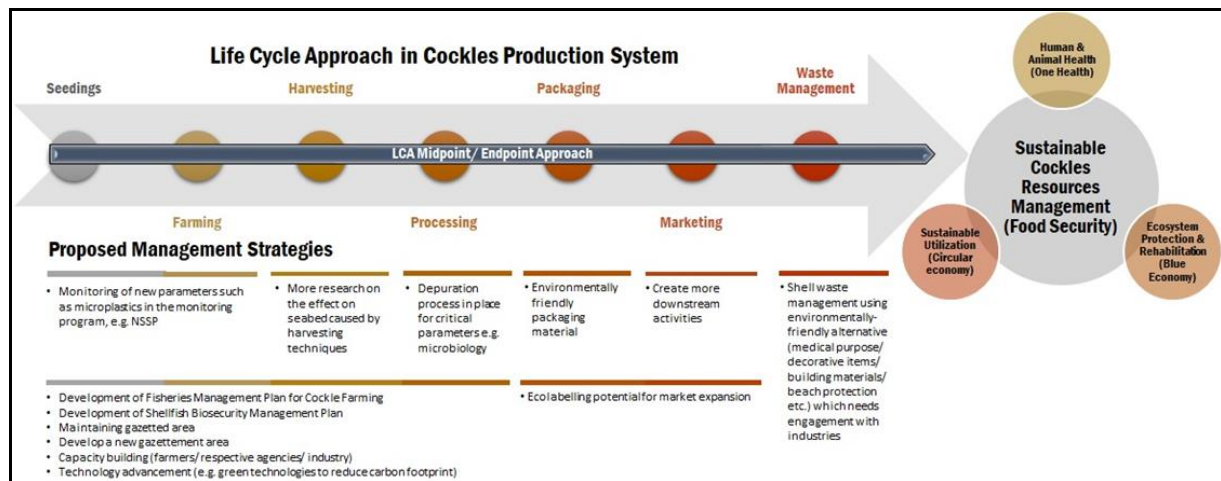 Life Cycle Approach in Cockles Production System
Seedings
Harvesting
Packaging
Waste
Management
LCA Midpoint/ Endpoint Approach
Farming
Processing
Marketing
Human &
Animal Health
(One Health)
Sustainable
Cockles
Resources
Management
(Food Security)
Sustainable
Utilization
(Circular
economy)
Ecosystem
Protection &
Rehabilitation
(Blue
Economy)
Proposed Management Strategies
• Monitoring of new parameters such
as microplastics in the monitoring
program, e.g. NSSP
• More research on
the effect on
seabed caused by
harvesting
techniques
• Depuration
process in place
for critical
parameters e.g.
microbiology
• Environmentally
friendly
packaging
material
• Create more
downstream
activities
• Shell waste
management using
environmentally-
friendly alternative
(medical purpose/
decorative items/
building materials/
beach protection
etc.) which needs
engagement with
industries
• Development of Fisheries Management Plan for Cockle Farming
• Development of Shellfish Biosecurity Management Plan
• Maintaining gazetted area
• Develop a new gazettement area
• Capacity building (farmers/ respective agencies/ industry)
• Technology advancement (e.g. green technologies to reduce carbon footprint)
• Ecolabelling potential for market expansion